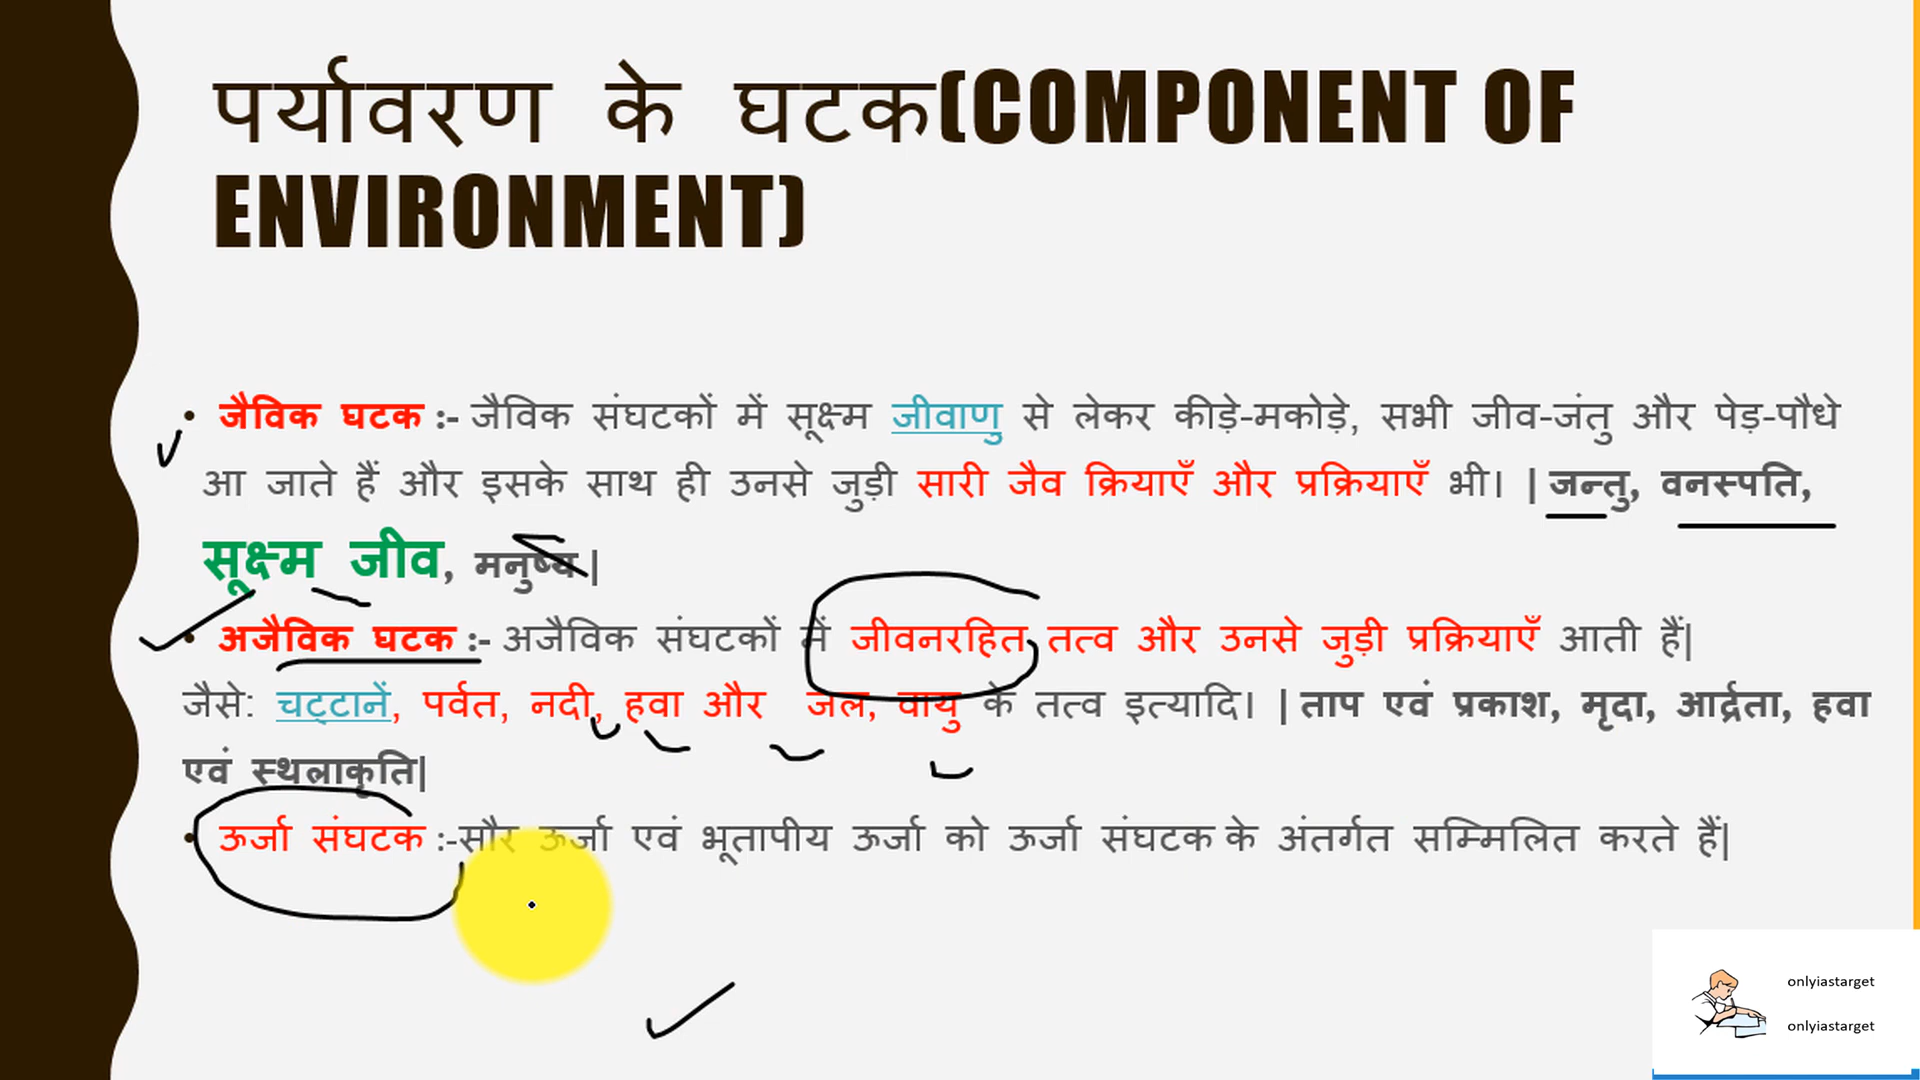 पर्यावरण के घटक(COMPONENT OF
ENVIRONMENT)
• जैविक घटक :- जैविक संघटकों में सूक्ष्म जीवाणु से लेकर कीड़े-मकोड़े, सभी जीव-जंतु और पेड़-पौधे
आ जाते हैं और इसके साथ ही उनसे जुड़ी सारी जैव क्रियाएँ और प्रक्रियाएँ भी। | जन्तु, वनस्पति,
सूक्ष्म जीव, मनुष्य |
• अजैविक घटक :- अजैविक संघटकों में जीवनरहित तत्व और उनसे जुड़ी प्रक्रियाएँ आती हैं|
जैसे: चट्टानें, पर्वत, नदी, हवा और जल, वायु के तत्व इत्यादि। | ताप एवं प्रकाश, मृदा, आर्द्रता, हवा
एवं स्थलाकृति|
• ऊर्जा संघटक :-सौर ऊर्जा एवं भूतापीय ऊर्जा को ऊर्जा संघटक के अंतर्गत सम्मिलित करते हैं|
onlyiastarget
onlyiastarget